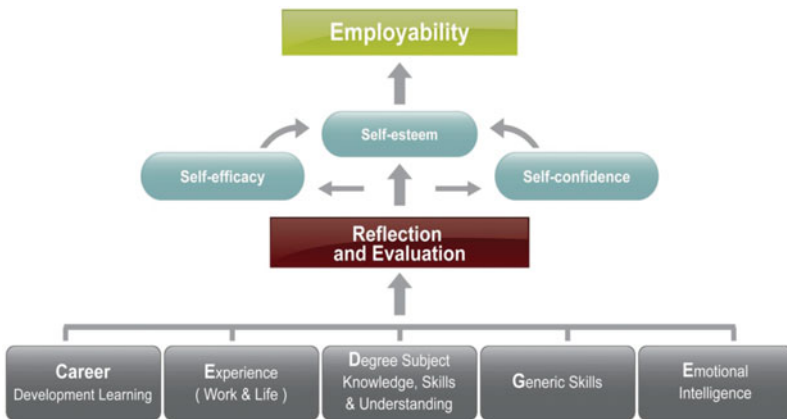 Employability
Self-esteem
Self-efficacy
Self-confidence
Reflection
and Evaluation
Career
Development Learning
Experience
( Work & Life )
Degree Subject
Knowledge, Skills
& Understanding
Generic Skills
Emotional
Intelligence